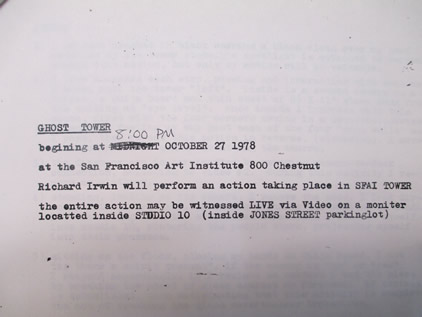 GHOST TOWER
8:00 PM
begining at MIDNIGHT OCTOBER 27 1978
at the San Francisco Art Institute 800 Chestnut
Richard Irwin will perform an action taking place in SFAI TOWER
the entire action may be witnessed LIVE via Video on a moniter
locatted inside STUDIO 10 (inside JONES STREET parkinglot)